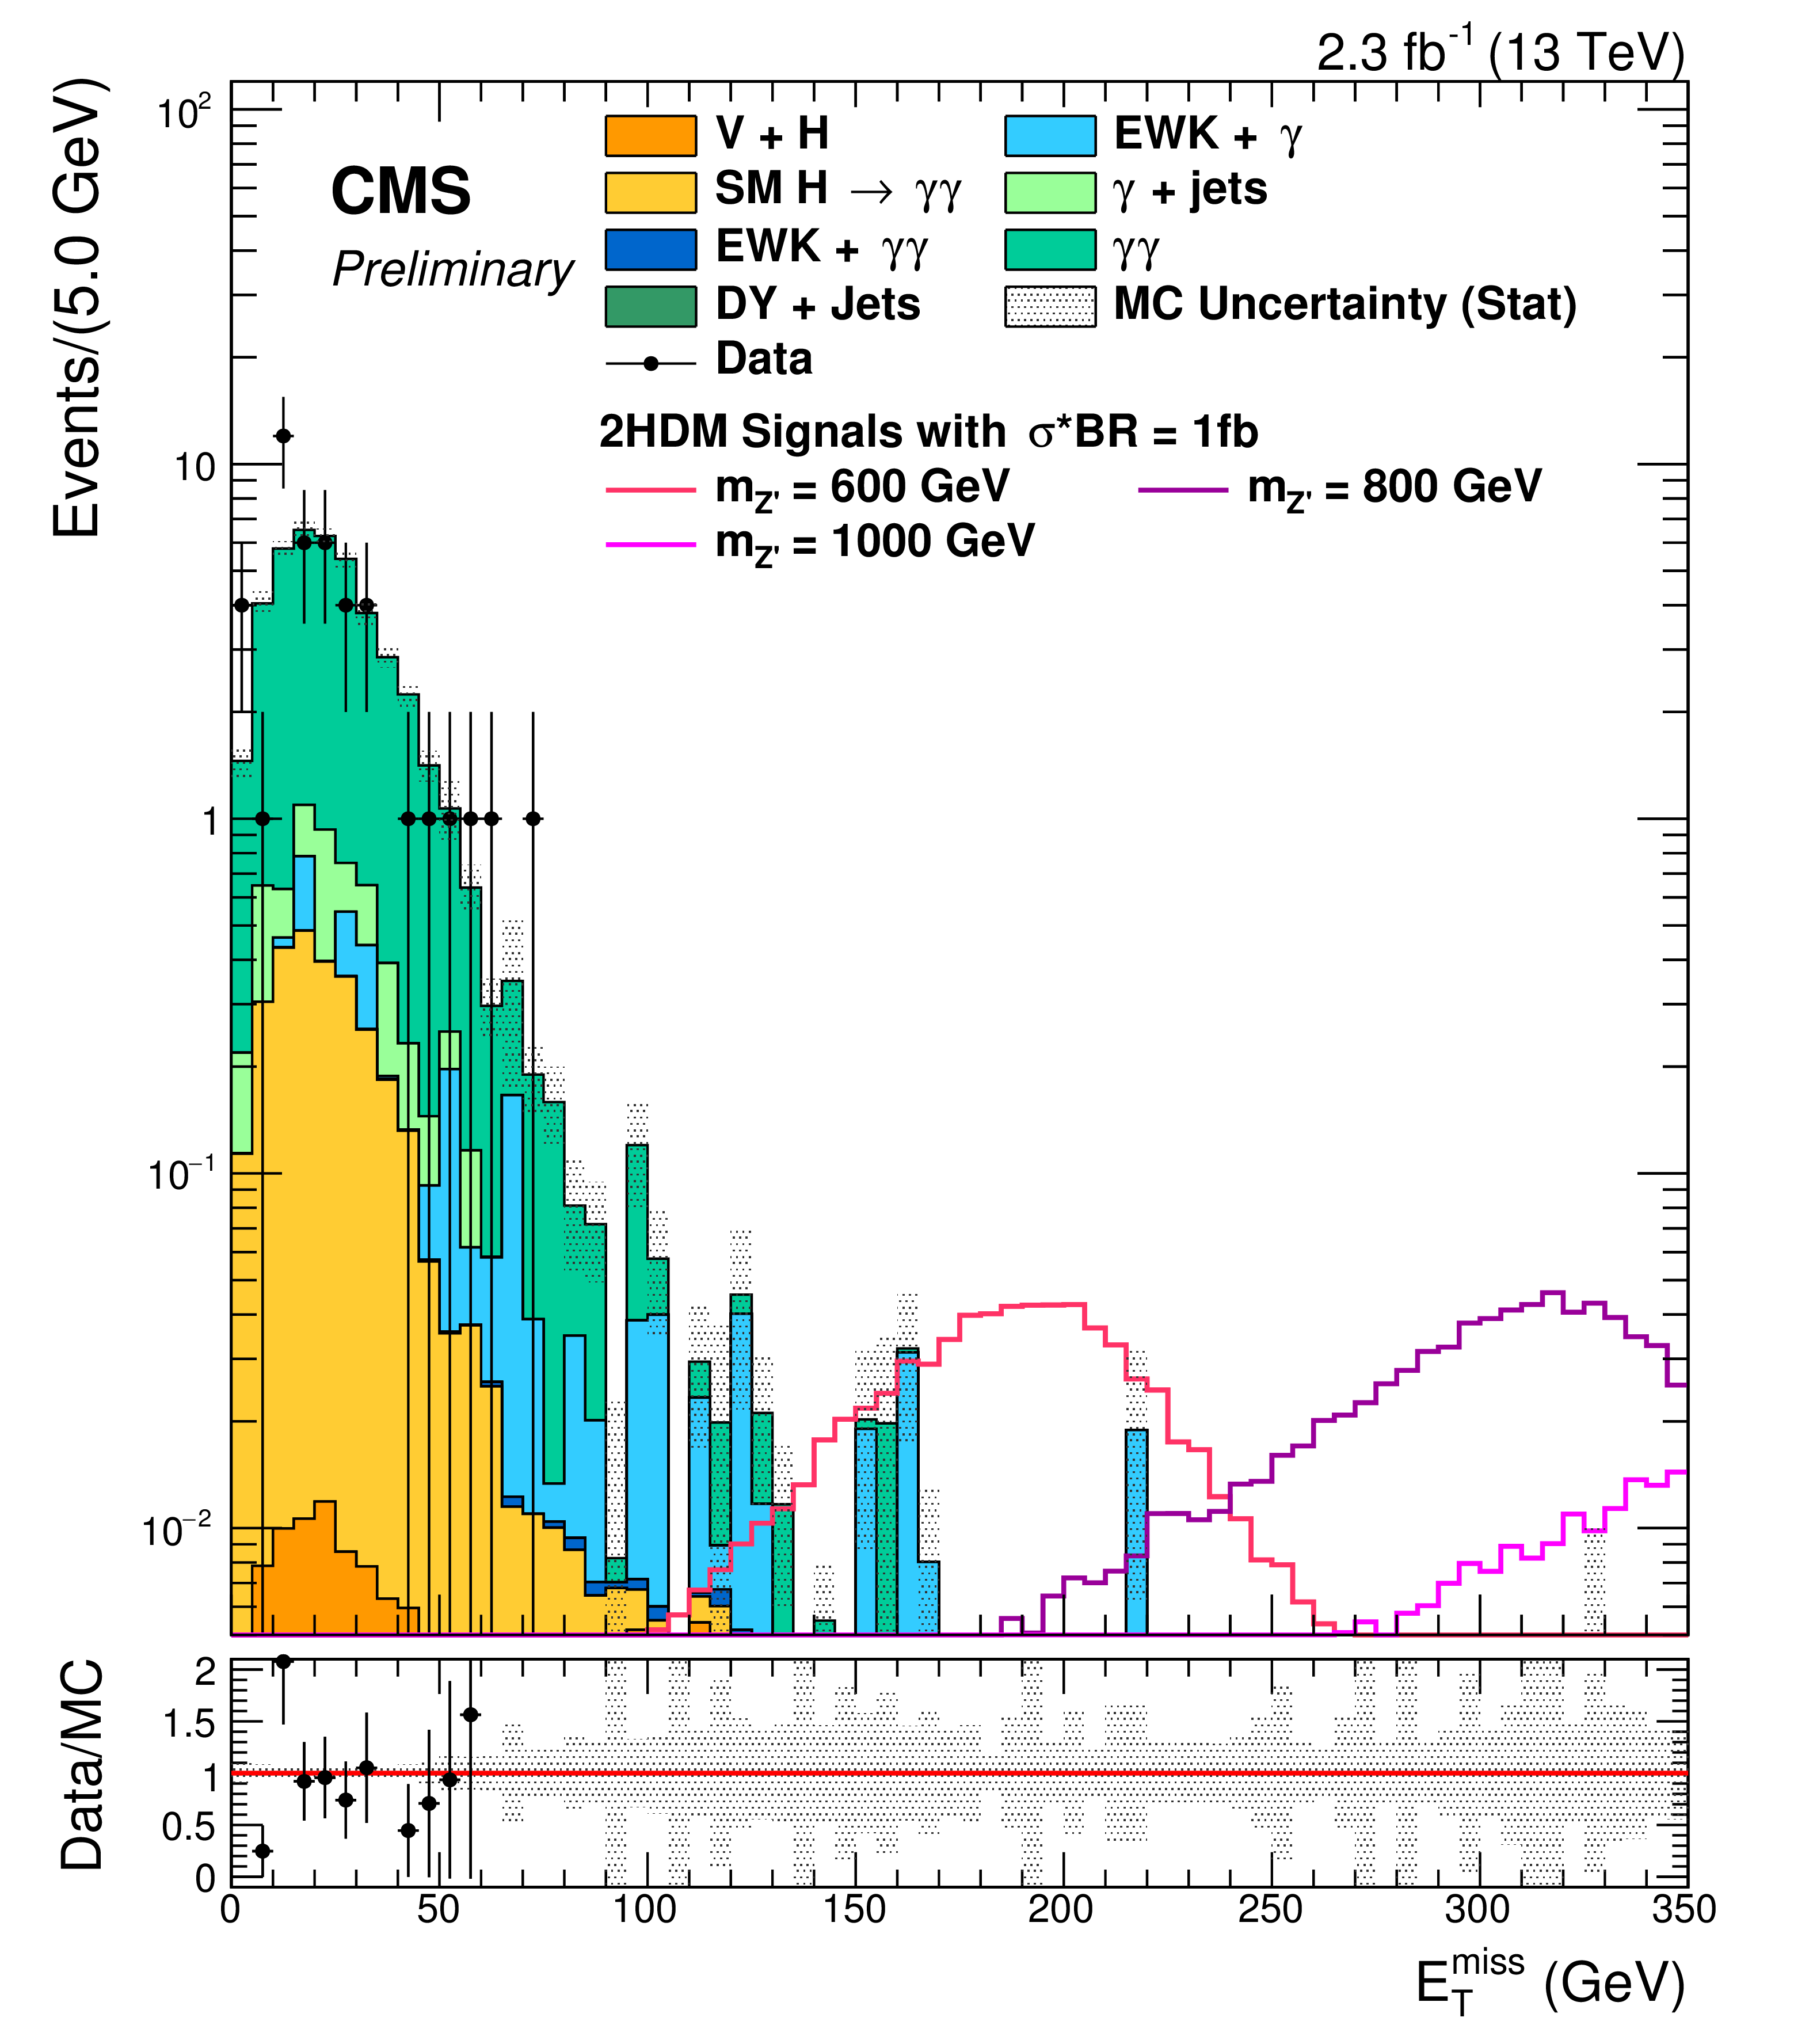 2.3 fb⁻¹ (13 TeV)
Events/(5.0 GeV)
10²
10
1
10⁻¹
10⁻²
CMS
Preliminary
V + H
EWK + γ
SM H → γγ
γ + jets
EWK + γγ
γγ
DY + Jets
MC Uncertainty (Stat)
Data
2HDM Signals with σ*BR = 1fb
m_Z' = 600 GeV
m_Z' = 800 GeV
m_Z' = 1000 GeV
Data/MC
2
1.5
1
0.5
0
0 50 100 150 200 250 300 350
E_T^miss (GeV)